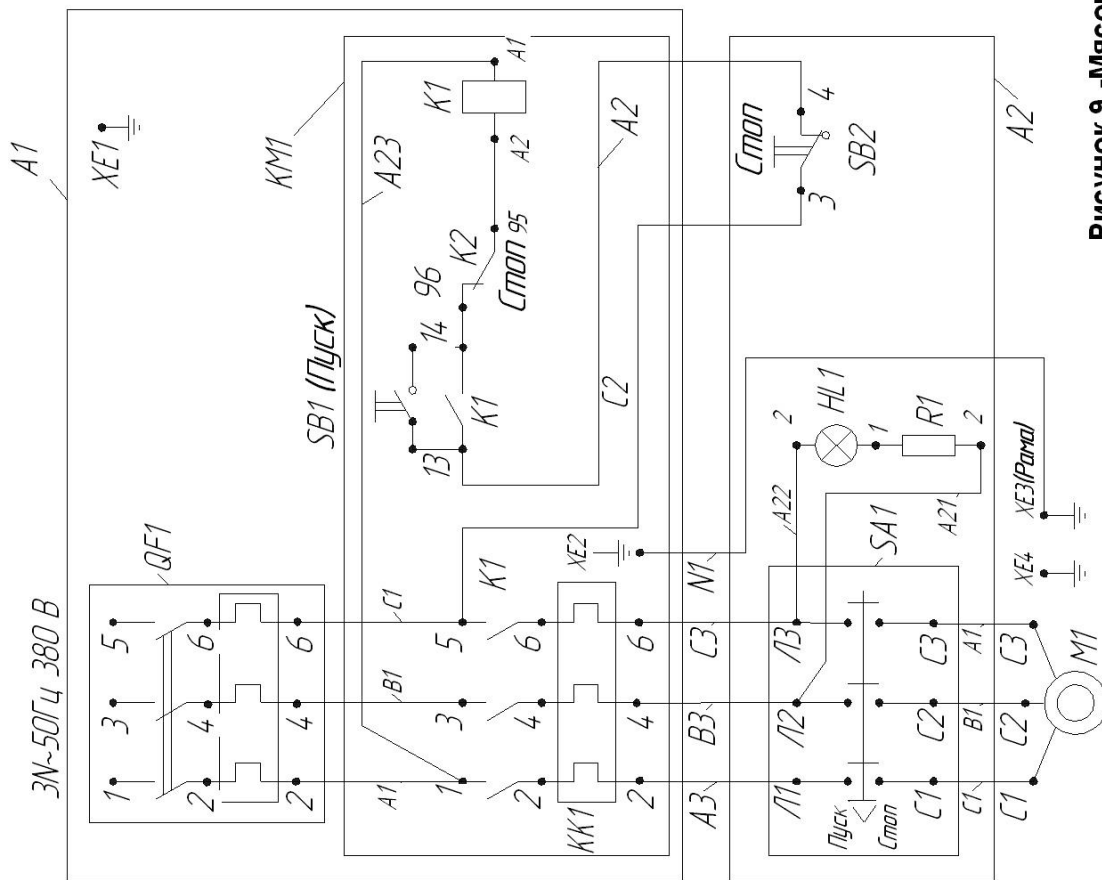 A1
XE1
3N~50Гц 380 В
QF1
1
3
5
2
4
6
2
4
6
A1
B1
C1
KM1
A23
SB1 (Пуск)
13
14
K1
96
K2
95
Стоп
A2
K1
A1
1
3
5
K1
2
4
6
KK1
2
4
6
XE2
C2
A2
A3
B3
C3
N1
A2
Стоп
3
4
SB2
Л1
Л2
Л3
SA1
Пуск
Стоп
C1
C2
C3
A22
A21
2
HL1
1
R1
2
C1
B1
A1
C1
C2
C3
M1
XE4
XE3(Рама)
Рисунок 9 -Мясор